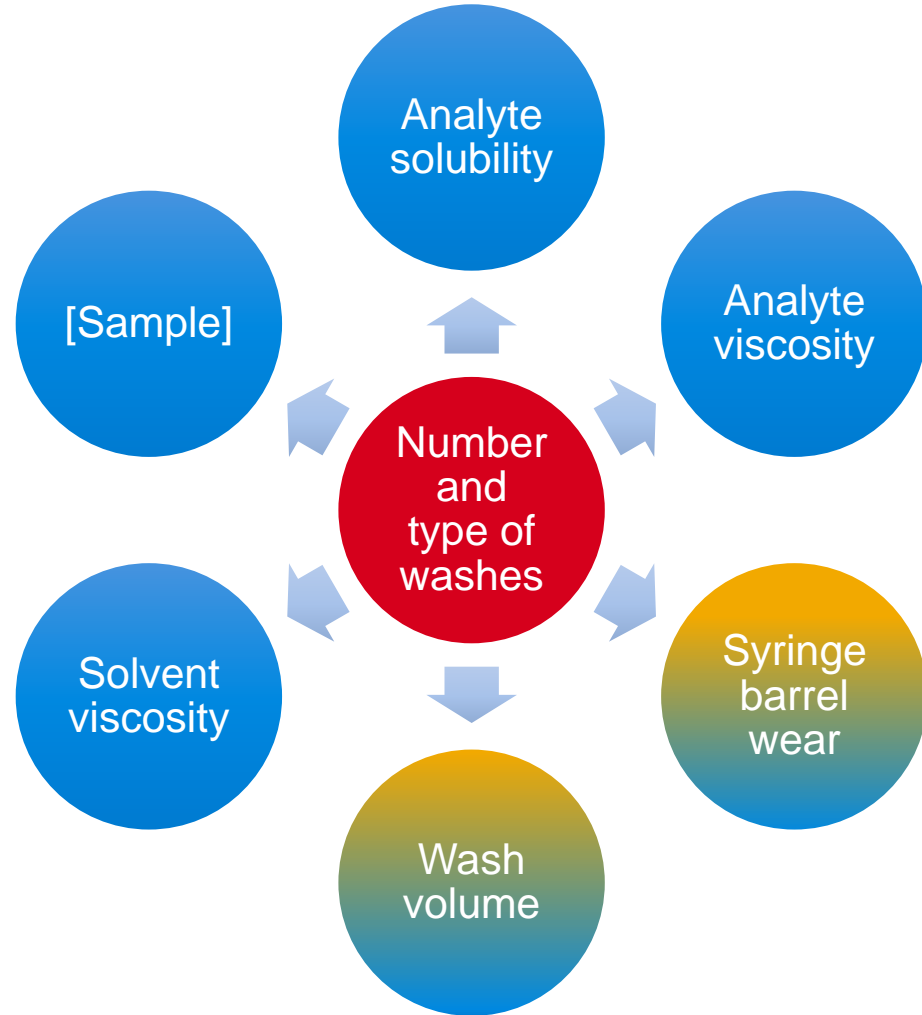 Analyte
solubility
[Sample]
Analyte
viscosity
Number
and
type of
washes
Solvent
viscosity
Syringe
barrel
wear
Wash
volume